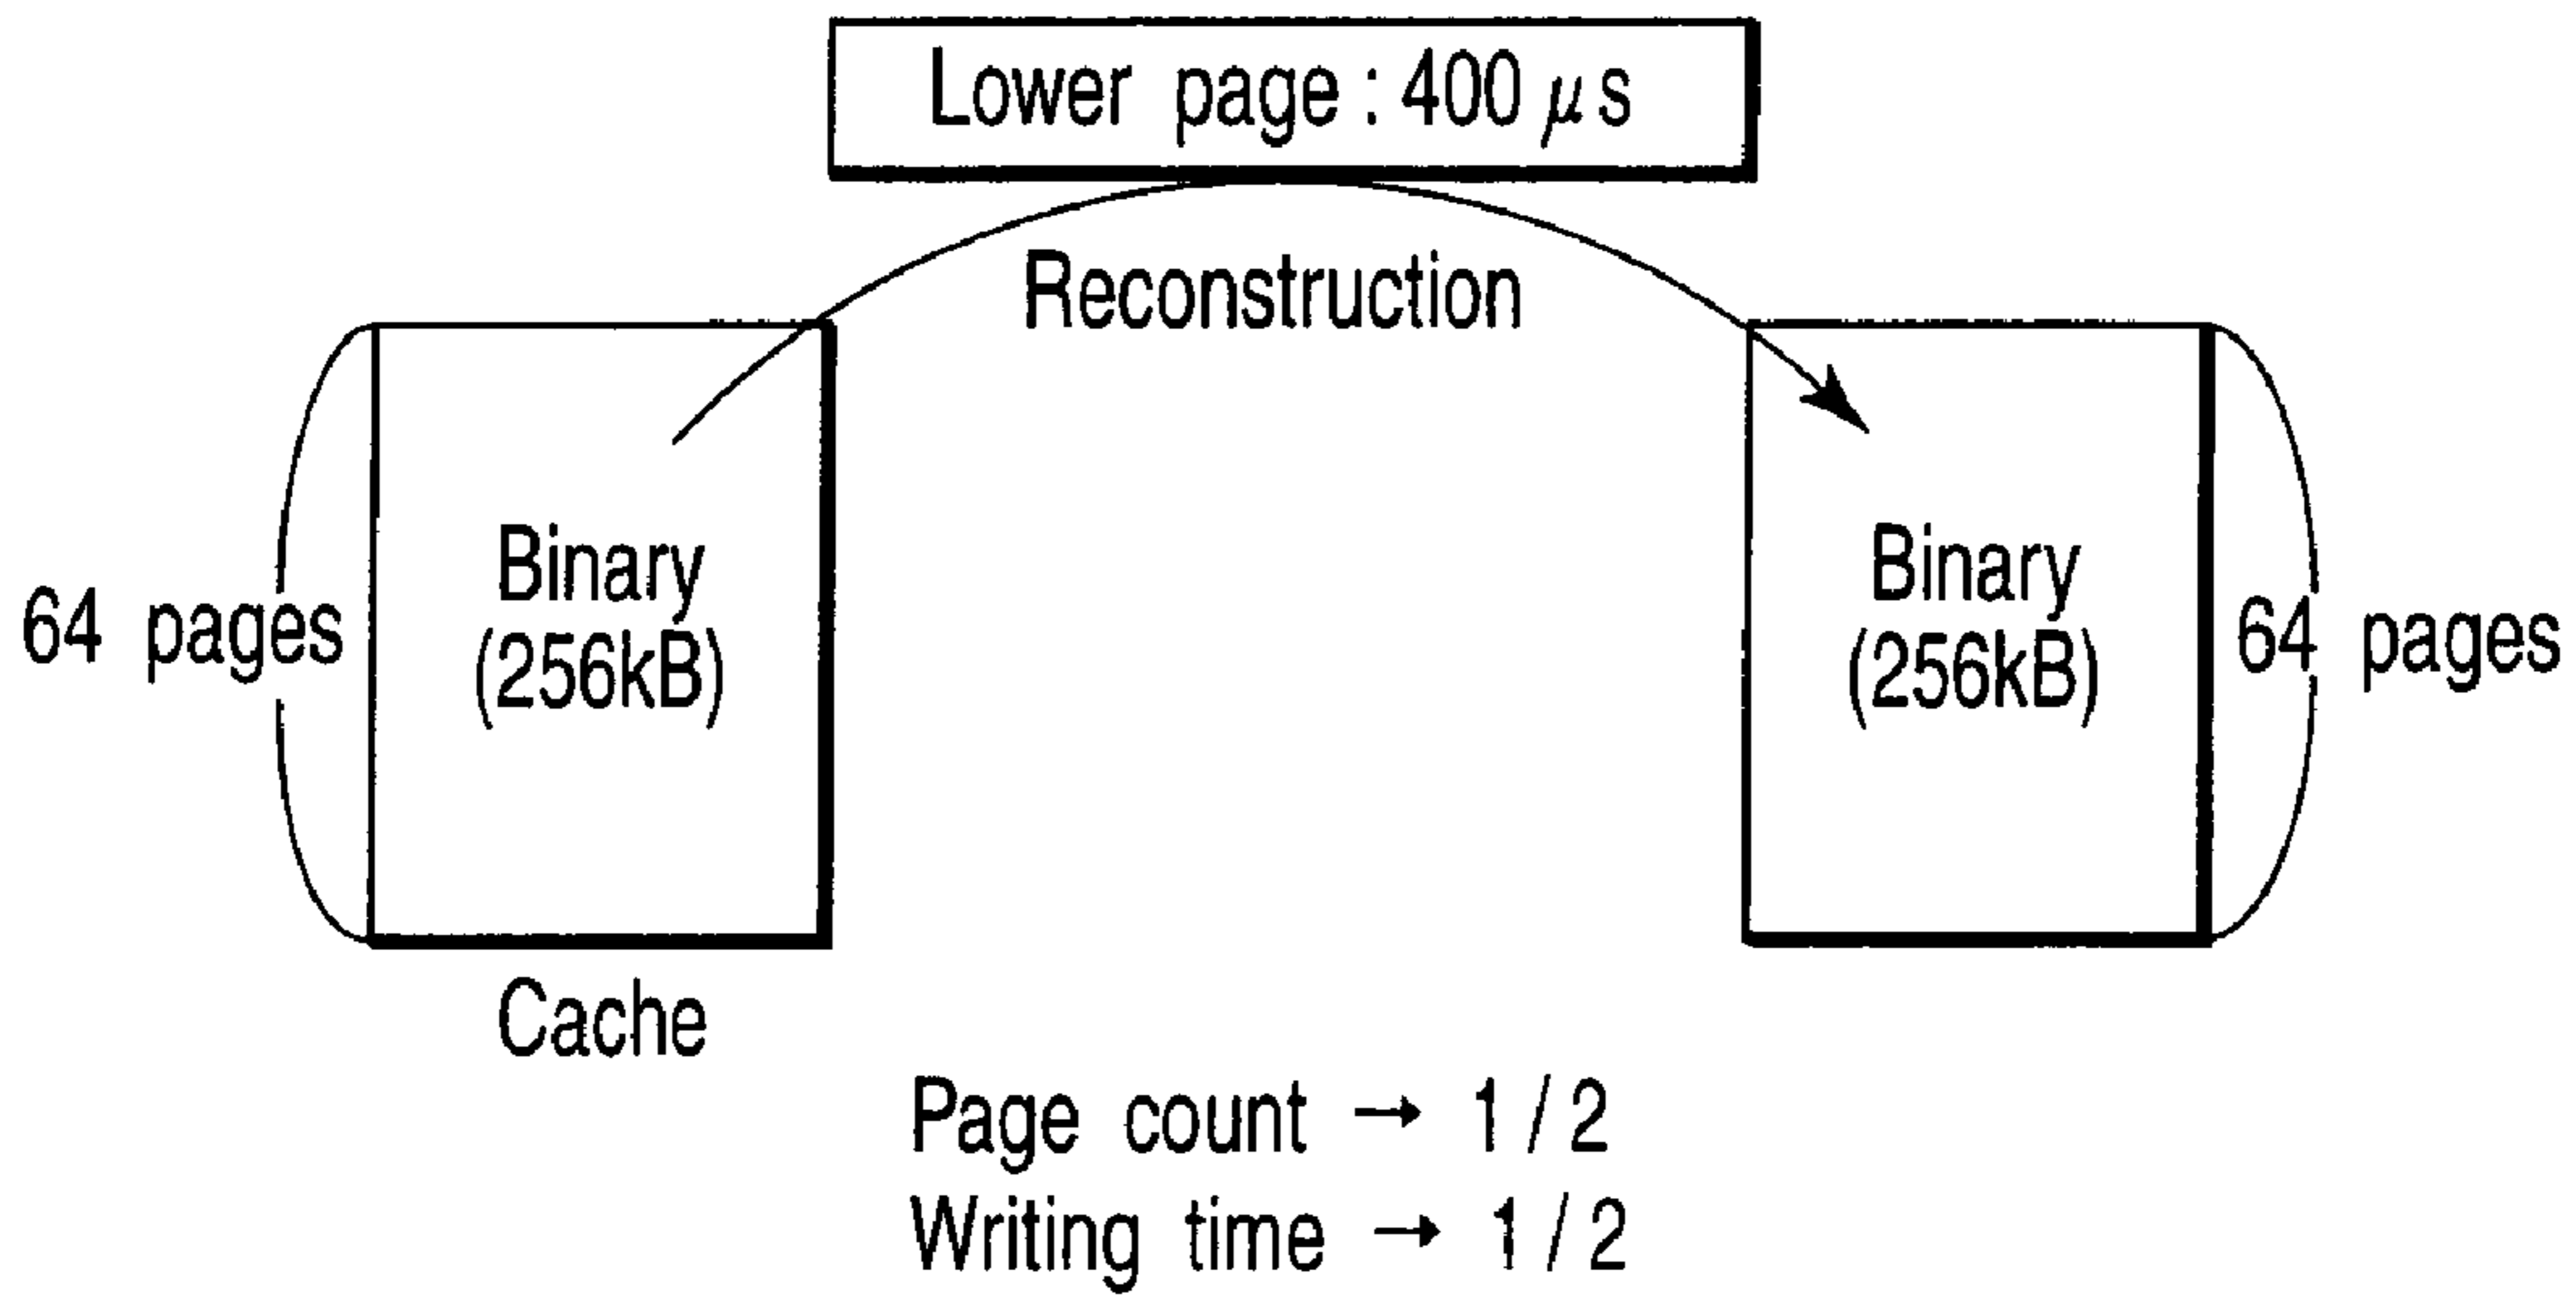 Lower page : 400 μs
Reconstruction
64 pages
Binary
(256kB)
Binary
(256kB)
64 pages
Cache
Page count → 1/2
Writing time → 1/2